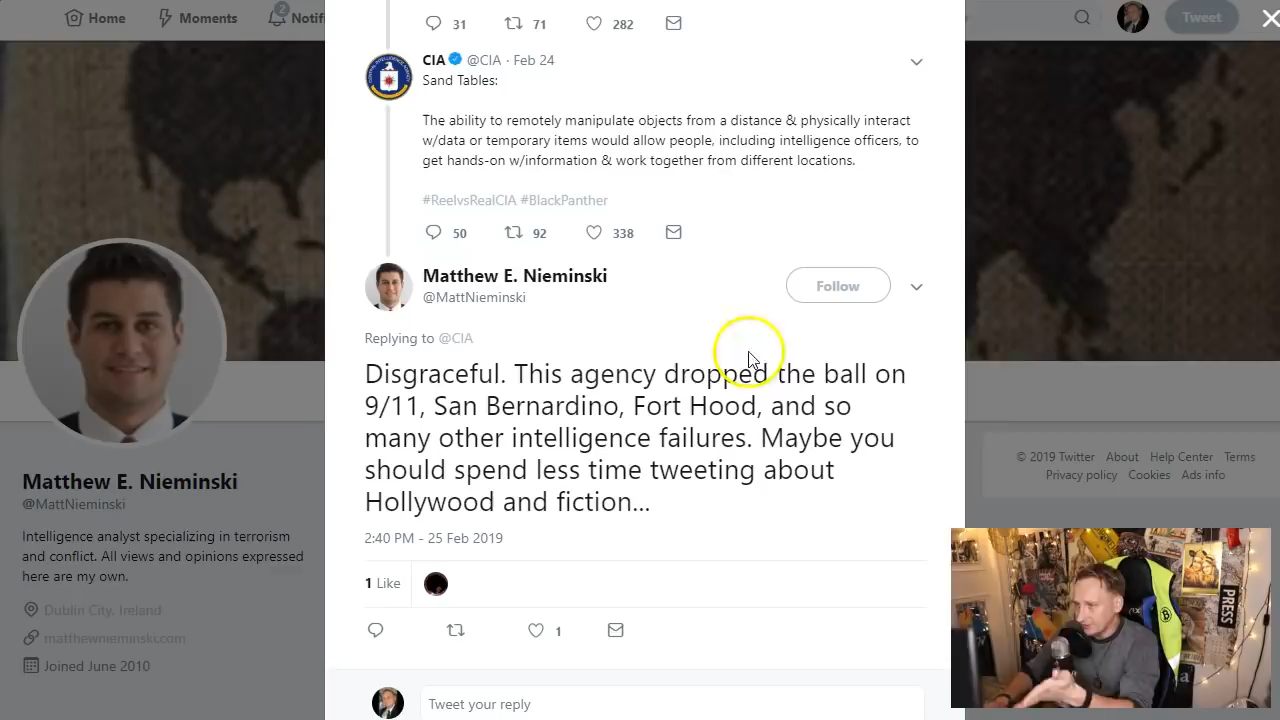 Home
Moments
2
Notifi
Tweet
31
71
282
CIA @CIA · Feb 24
Sand Tables:
The ability to remotely manipulate objects from a distance & physically interact
w/data or temporary items would allow people, including intelligence officers, to
get hands-on w/information & work together from different locations.
#ReelvsRealCIA #BlackPanther
50
92
338
Matthew E. Nieminski
@MattNieminski
Follow
Replying to @CIA
Disgraceful. This agency dropped the ball on
9/11, San Bernardino, Fort Hood, and so
many other intelligence failures. Maybe you
should spend less time tweeting about
Hollywood and fiction...
2:40 PM - 25 Feb 2019
1 Like
1
Tweet your reply
Matthew E. Nieminski
@MattNieminski
Intelligence analyst specializing in terrorism
and conflict. All views and opinions expressed
here are my own.
Dublin City, Ireland
matthewnieminski.com
Joined June 2010
© 2019 Twitter About Help Center Terms
Privacy policy Cookies Ads info
PRESS